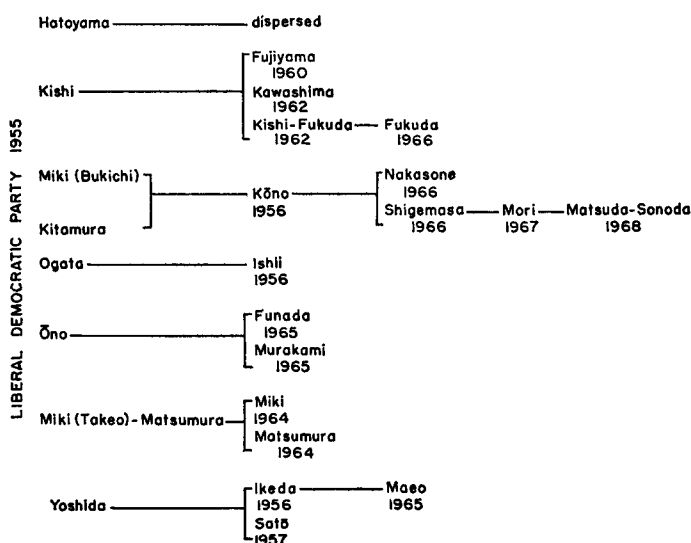 LIBERAL DEMOCRATIC PARTY 1955
Hatoyama dispersed
Fujiyama
1960
Kishi Kawashima
1962
Kishi-Fukuda Fukuda
1962 1966
Miki (Bukichi) Nakasone
1966
Kōno
1956
Shigemasa Mori Matsuda-Sonoda
1966 1967 1968
Kitamura
Ogata Ishii
1956
Funada
1965
Ōno
Murakami
1965
Miki
Miki (Takeo)-Matsumura 1964
Matsumura
1964
Ikeda Maeo
Yoshida 1956 1965
Satō
1957